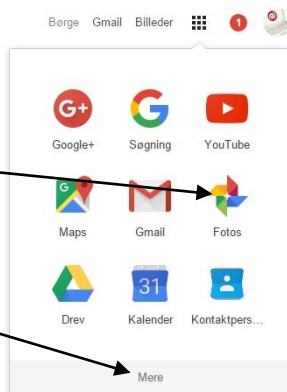 Børge Gmail Billeder 1
G+
Google+ Søgning YouTube
G
Maps Gmail Fotos
31
Drev Kalender Kontaktpers...
Mere